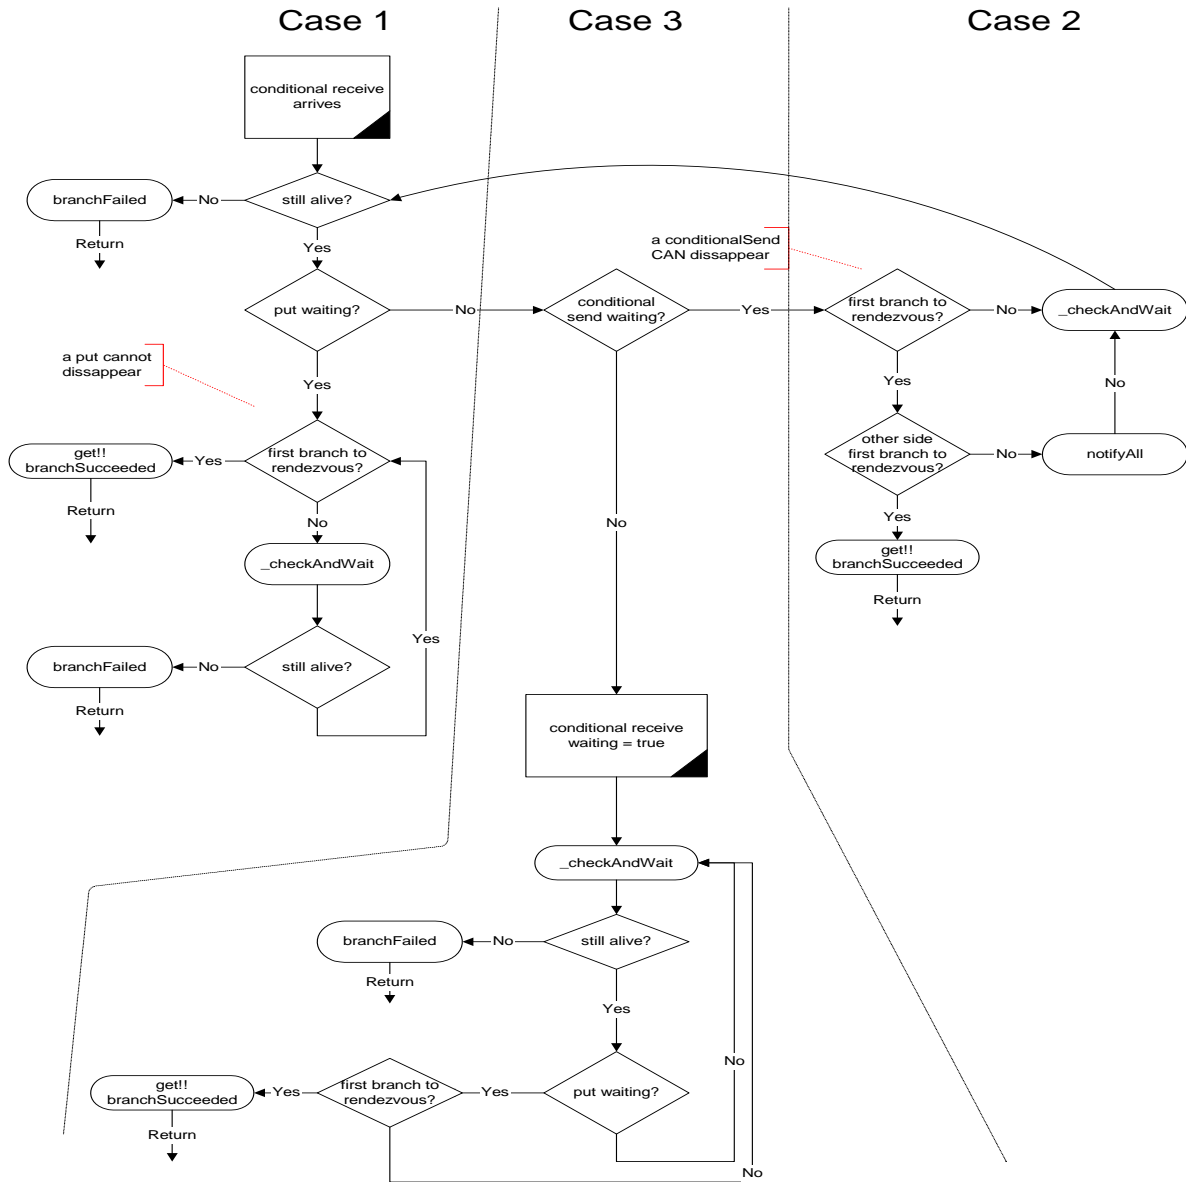 Case 1
Case 3
Case 2
conditional receive
arrives
branchFailed
No
still alive?
Return
Yes
a conditionalSend
CAN dissappear
put waiting?
No
conditional
send waiting?
Yes
first branch to
rendezvous?
No
_checkAndWait
a put cannot
dissappear
Yes
Yes
No
get!!
branchSucceeded
Yes
first branch to
rendezvous?
other side
first branch to
rendezvous?
No
notifyAll
Return
No
No
Yes
_checkAndWait
get!!
branchSucceeded
Return
Yes
branchFailed
No
still alive?
Return
conditional receive
waiting = true
_checkAndWait
branchFailed
No
still alive?
Return
Yes
No
get!!
branchSucceeded
Yes
first branch to
rendezvous?
Yes
put waiting?
Return
No